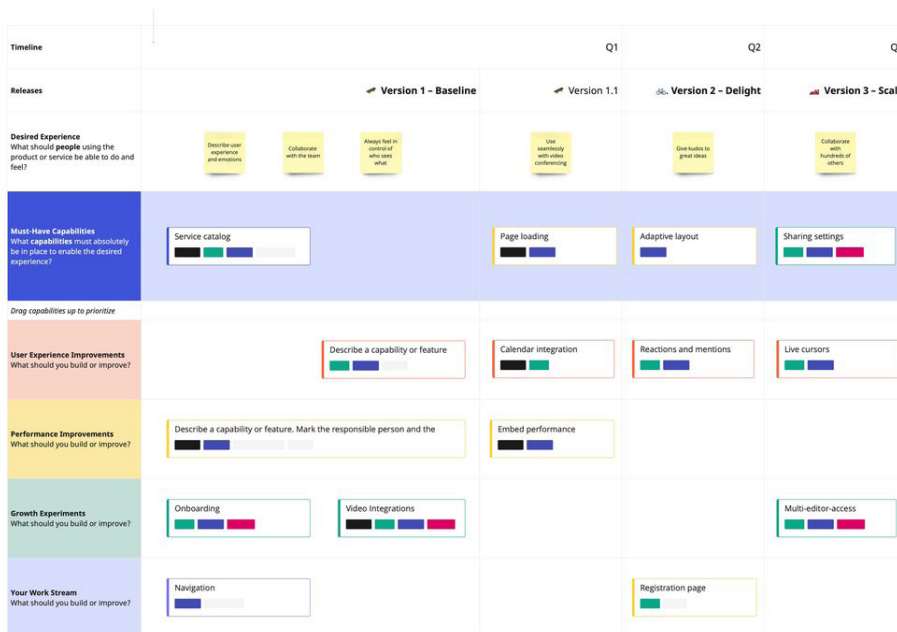 Timeline
Q1
Q2
Q
Releases
Version 1 – Baseline
Version 1.1
Version 2 – Delight
Version 3 – Scal
Desired Experience
What should people using the
product or service be able to do and
feel?
Describe user
experience
and emotions
Collaborate
with the team
Always feel in
control of
who sees
what
Use
seamlessly
with video
conferencing
Give kudos to
great ideas
Collaborate
with
hundreds of
others
Must-Have Capabilities
What capabilities must absolutely
be in place to enable the desired
experience?
Service catalog
Page loading
Adaptive layout
Sharing settings
Drag capabilities up to prioritize
User Experience Improvements
What should you build or improve?
Describe a capability or feature
Calendar integration
Reactions and mentions
Live cursors
Performance Improvements
What should you build or improve?
Describe a capability or feature. Mark the responsible person and the
Embed performance
Growth Experiments
What should you build or improve?
Onboarding
Video Integrations
Multi-editor-access
Your Work Stream
What should you build or improve?
Navigation
Registration page